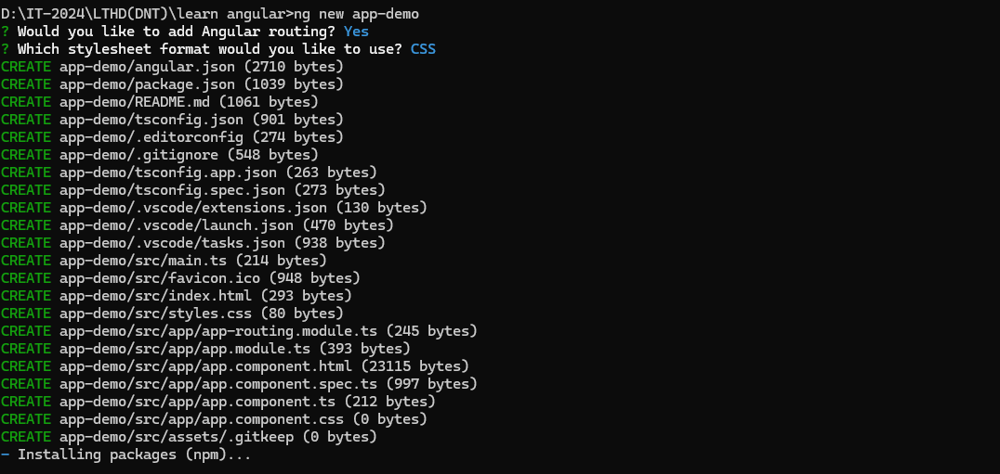 D:\IT-2024\LTHD(DNT)\learn angular>ng new app-demo
? Would you like to add Angular routing? Yes
? Which stylesheet format would you like to use? CSS
CREATE app-demo/angular.json (2710 bytes)
CREATE app-demo/package.json (1039 bytes)
CREATE app-demo/README.md (1061 bytes)
CREATE app-demo/tsconfig.json (901 bytes)
CREATE app-demo/.editorconfig (274 bytes)
CREATE app-demo/.gitignore (548 bytes)
CREATE app-demo/tsconfig.app.json (263 bytes)
CREATE app-demo/tsconfig.spec.json (273 bytes)
CREATE app-demo/.vscode/extensions.json (130 bytes)
CREATE app-demo/.vscode/launch.json (470 bytes)
CREATE app-demo/.vscode/tasks.json (938 bytes)
CREATE app-demo/src/main.ts (214 bytes)
CREATE app-demo/src/favicon.ico (948 bytes)
CREATE app-demo/src/index.html (293 bytes)
CREATE app-demo/src/styles.css (80 bytes)
CREATE app-demo/src/app/app-routing.module.ts (245 bytes)
CREATE app-demo/src/app/app.module.ts (393 bytes)
CREATE app-demo/src/app/app.component.html (23115 bytes)
CREATE app-demo/src/app/app.component.spec.ts (997 bytes)
CREATE app-demo/src/app/app.component.ts (212 bytes)
CREATE app-demo/src/app/app.component.css (0 bytes)
CREATE app-demo/src/assets/.gitkeep (0 bytes)
- Installing packages (npm)...